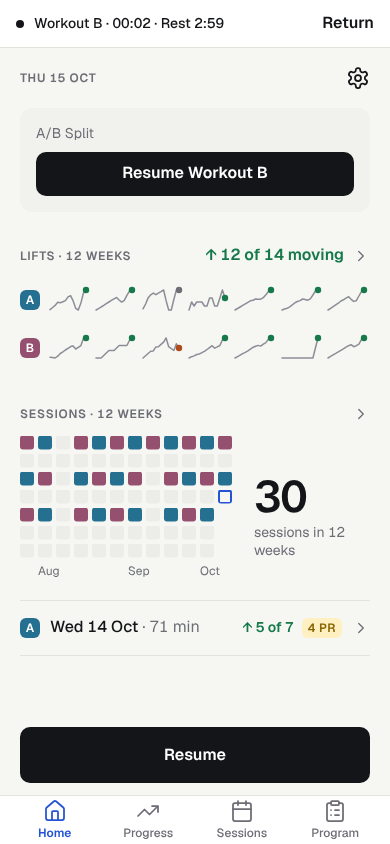 Workout B · 00:02 · Rest 2:59
Return
THU 15 OCT
A/B Split
Resume Workout B
LIFTS · 12 WEEKS
↑ 12 of 14 moving
A
B
SESSIONS · 12 WEEKS
30
sessions in 12
weeks
Aug Sep Oct
A Wed 14 Oct · 71 min ↑ 5 of 7 4 PR
Resume
Home Progress Sessions Program